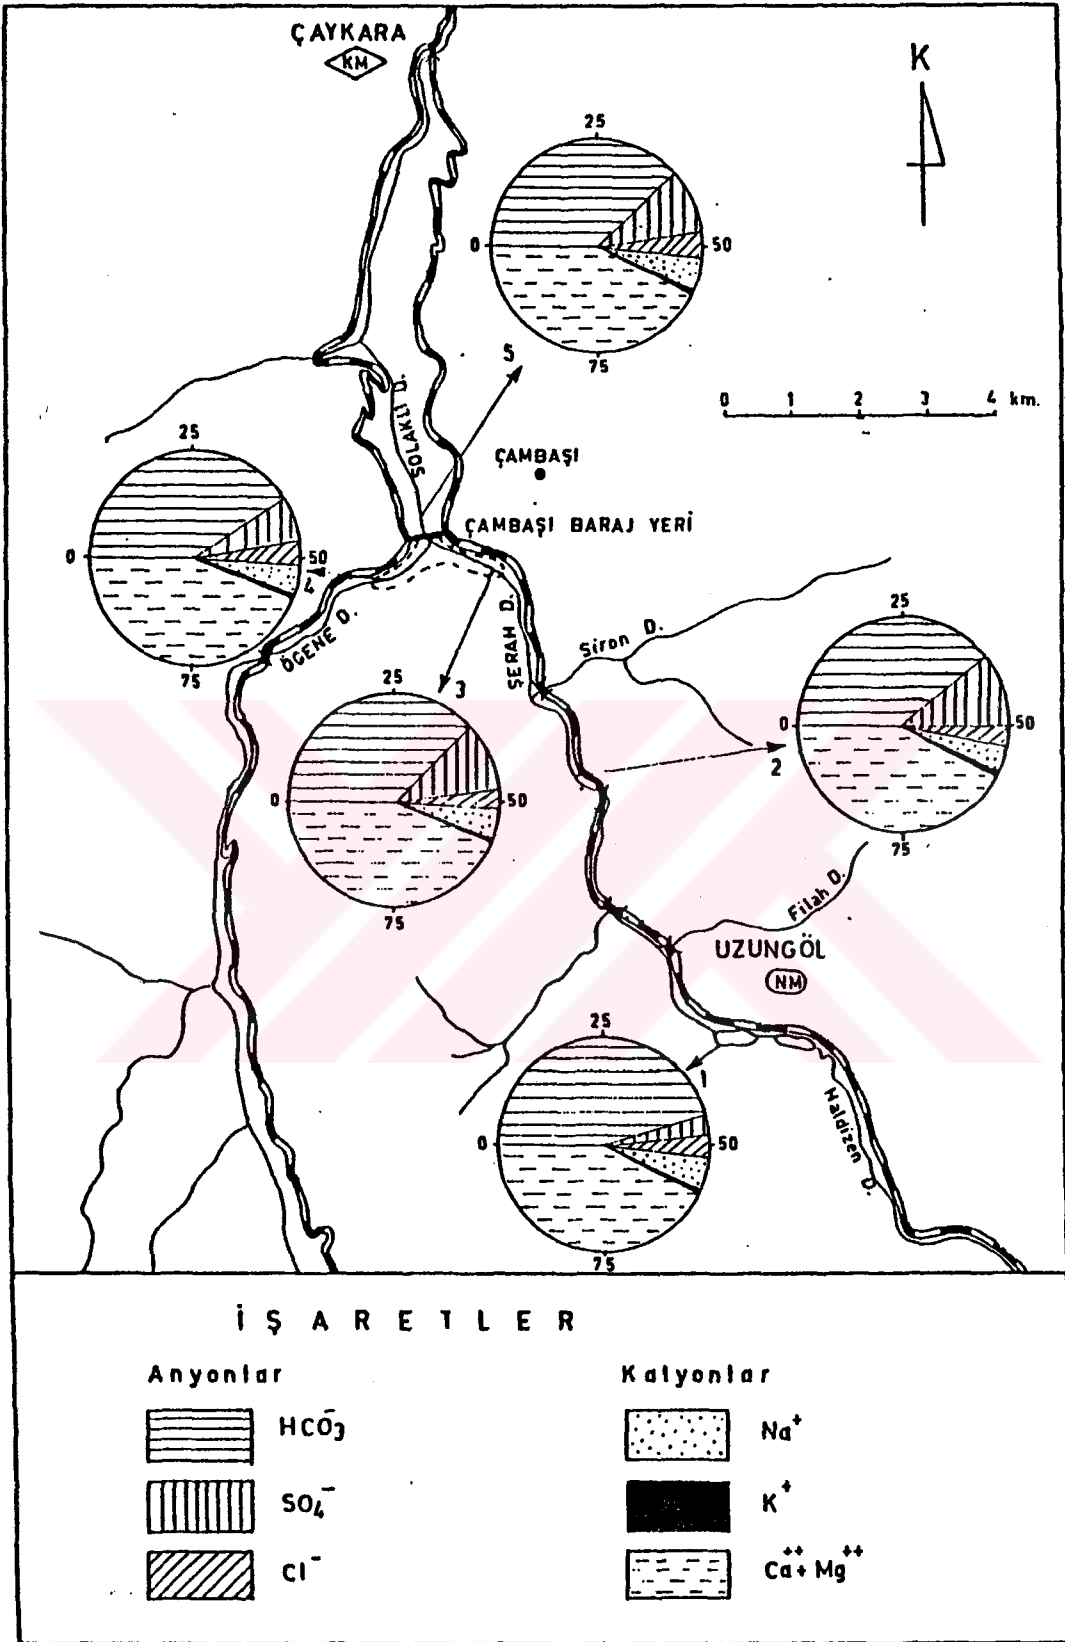 ÇAYKARA
KM
K
25
0
50
75
5
0 1 2 3 4 km.
SOLAKLI D.
ÇAMBAŞI
ÇAMBAŞI BARAJ YERİ
25
0
50
4
75
ÖGENE D.
ŞERAH D.
Siron D.
25
0
50
75
2
3
25
0
50
75
Filah D.
UZUNGÖL
NM
1
25
0
50
75
Haldizen D.
İŞARETLER
Anyonlar
Katyonlar
HCO₃⁻
Na⁺
SO₄⁻
K⁺
Cl⁻
Ca⁺⁺+ Mg⁺⁺